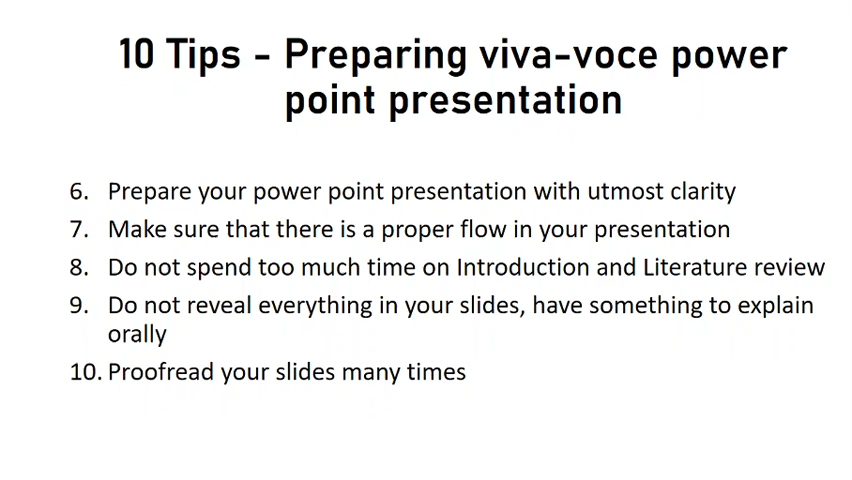 10 Tips - Preparing viva-voce power
point presentation
6. Prepare your power point presentation with utmost clarity
7. Make sure that there is a proper flow in your presentation
8. Do not spend too much time on Introduction and Literature review
9. Do not reveal everything in your slides, have something to explain
orally
10. Proofread your slides many times